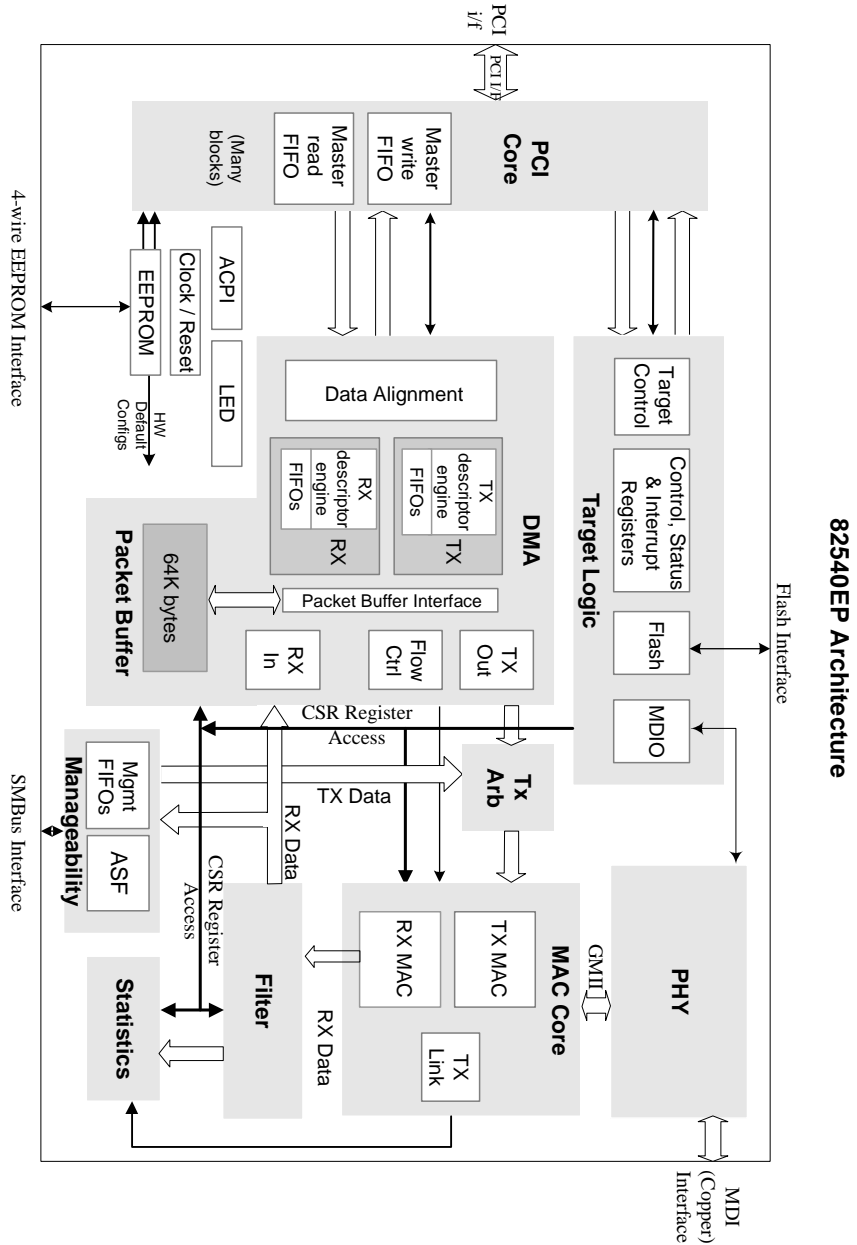 82540EP Architecture
PCI
i/f
PCI I/F
PCI
Core
Master
write
FIFO
Master
read
FIFO
(Many
blocks)
Target
Control
Control, Status
& Interrupt
Registers
Flash
MDIO
Target Logic
Flash Interface
Data Alignment
TX
descriptor
engine
FIFOs
TX
RX
descriptor
engine
FIFOs
RX
DMA
Packet Buffer Interface
TX
Out
Flow
Ctrl
RX
In
64K bytes
Packet Buffer
ACPI
LED
Clock / Reset
EEPROM
HW
Default
Configs
4-wire EEPROM Interface
CSR Register
Access
Tx
Arb
TX Data
RX Data
Mgmt
FIFOs
ASF
Manageability
SMBus Interface
CSR Register
Access
PHY
GMII
MDI
(Copper)
Interface
MAC Core
TX MAC
RX MAC
TX
Link
RX Data
Filter
Statistics